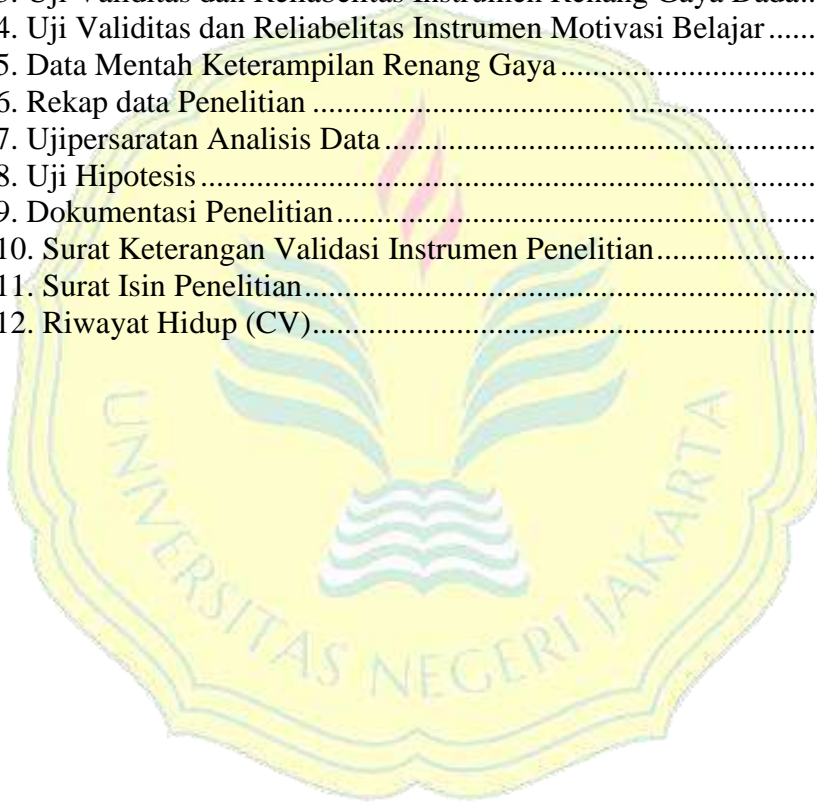 3. Uji Validitas dan Reliabelitas Instrumen Renang Gaya Dada..
4. Uji Validitas dan Reliabelitas Instrumen Motivasi Belajar ......
5. Data Mentah Keterampilan Renang Gaya ....................................
6. Rekap data Penelitian ....................................................................
7. Ujipersaratan Analisis Data ..........................................................
8. Uji Hipotesis ..................................................................................
9. Dokumentasi Penelitian ................................................................
10. Surat Keterangan Validasi Instrumen Penelitian ......................
11. Surat Isin Penelitian .....................................................................
12. Riwayat Hidup (CV) ....................................................................
UNIVERSITAS NEGERI JAKARTA